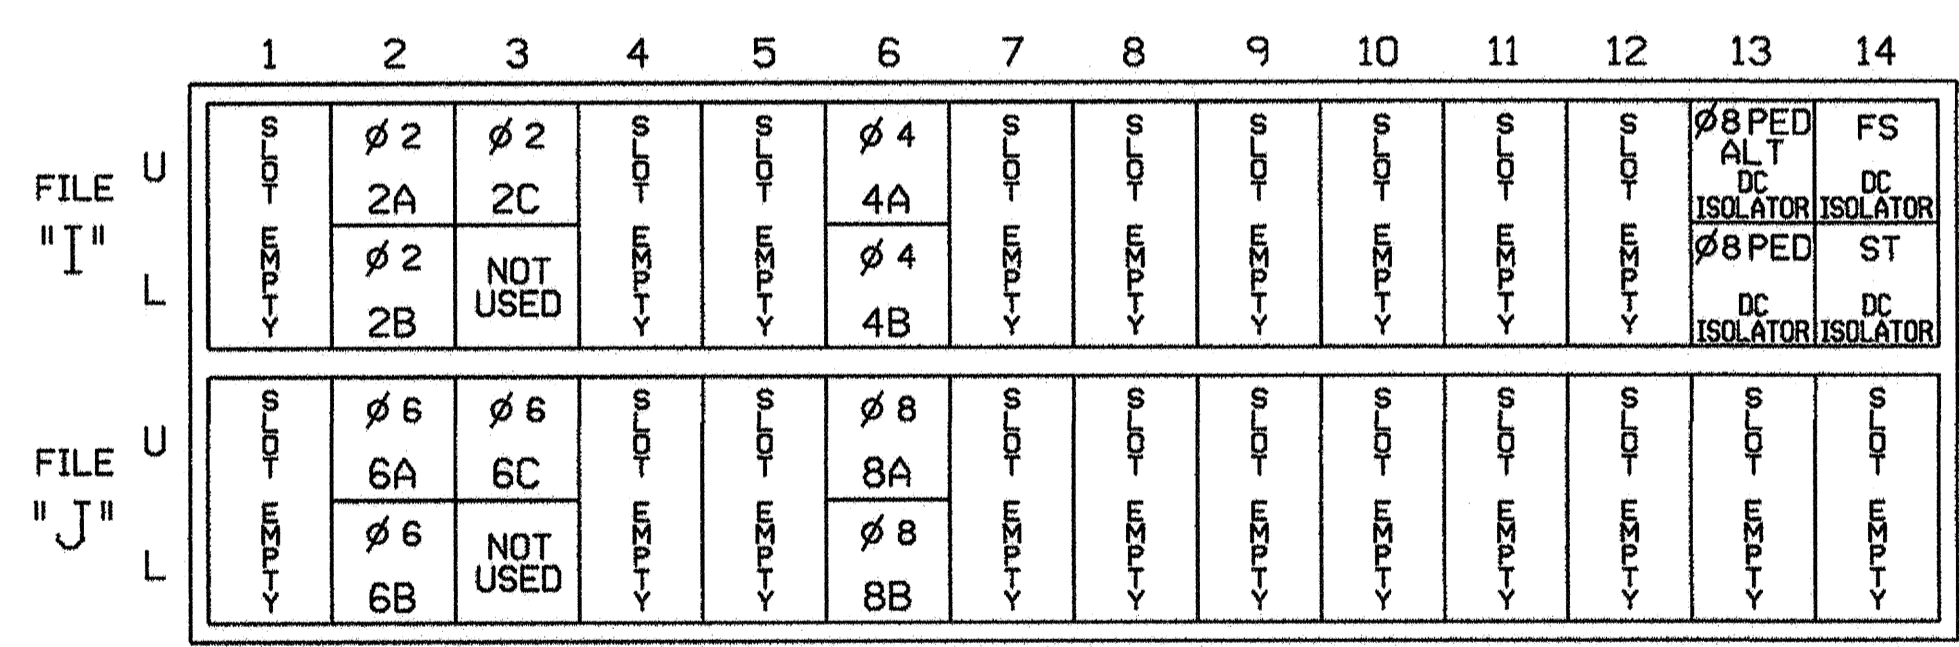 1 2 3 4 5 6 7 8 9 10 11 12 13 14
FILE "I"
U
L
SLOT EMPTY
Ø 2
2A
Ø 2
2B
Ø 2
2C
NOT
USED
SLOT EMPTY
SLOT EMPTY
Ø 4
4A
Ø 4
4B
SLOT EMPTY
SLOT EMPTY
SLOT EMPTY
SLOT EMPTY
SLOT EMPTY
SLOT EMPTY
Ø8 PED
ALT
DC
ISOLATOR
Ø8 PED
DC
ISOLATOR
FS
DC
ISOLATOR
ST
DC
ISOLATOR
FILE "J"
U
L
SLOT EMPTY
Ø 6
6A
Ø 6
6B
Ø 6
6C
NOT
USED
SLOT EMPTY
SLOT EMPTY
Ø 8
8A
Ø 8
8B
SLOT EMPTY
SLOT EMPTY
SLOT EMPTY
SLOT EMPTY
SLOT EMPTY
SLOT EMPTY
SLOT EMPTY
SLOT EMPTY